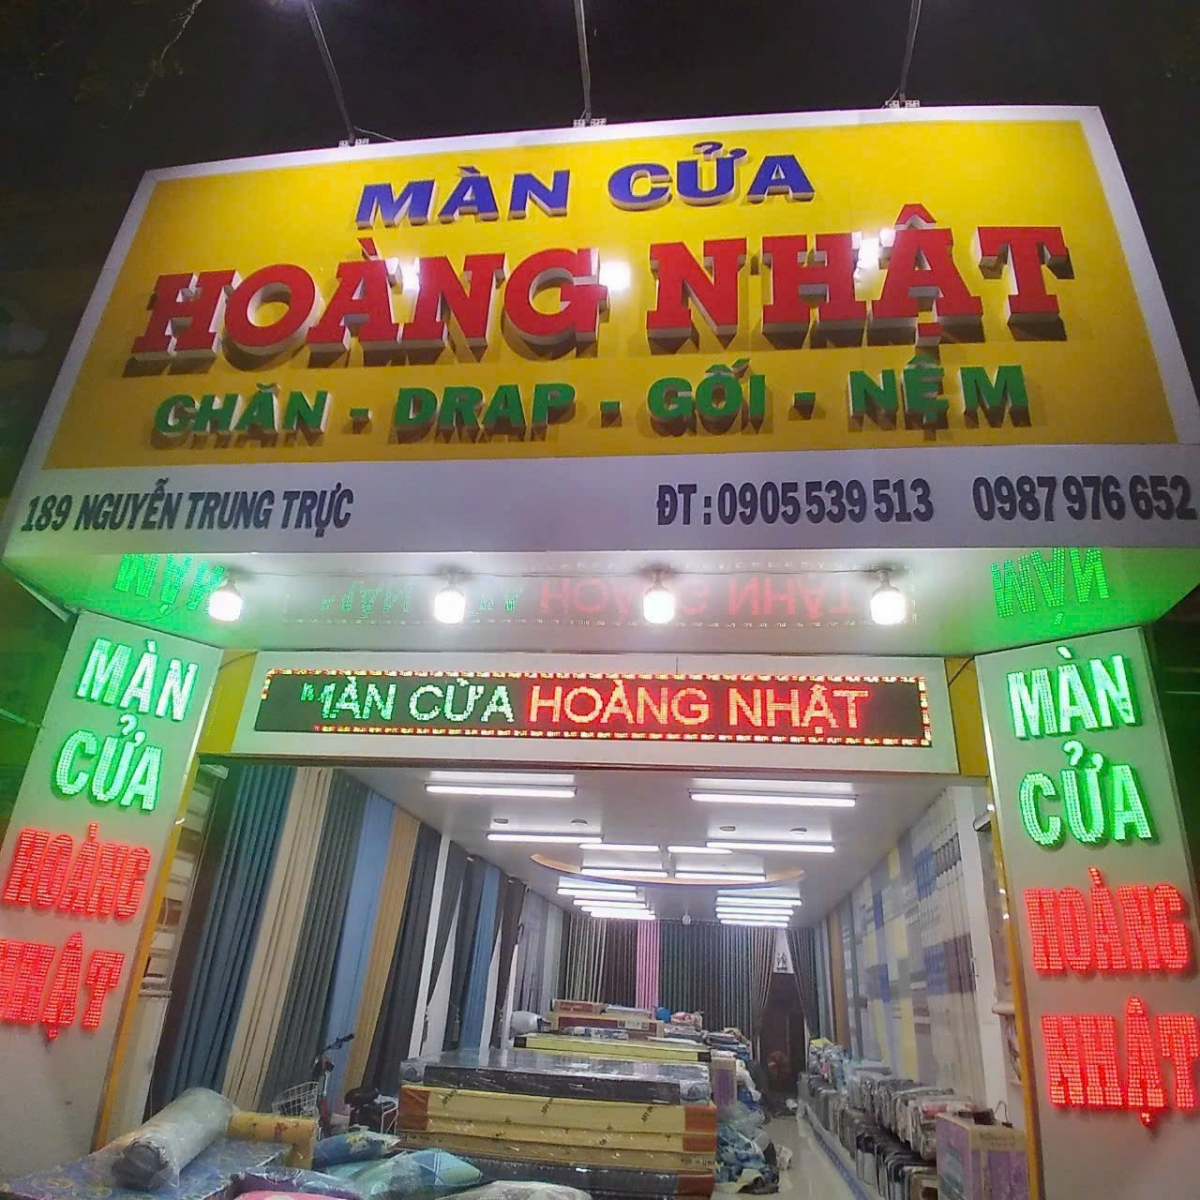 MÀN CỬA
HOÀNG NHẬT
CHĂN - DRAP - GỐI - NỆM
189 NGUYỄN TRUNG TRỰC ĐT : 0905 539 513 0987 976 652
MÀN CỬA HOÀNG NHẬT
MÀN
CỬA
HOÀNG
NHẬT
MÀN
CỬA
HOÀNG
NHẬT